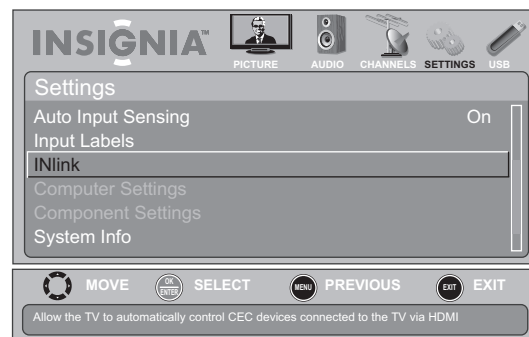 INSIGNIA™
PICTURE AUDIO CHANNELS SETTINGS USB
Settings
Auto Input Sensing On
Input Labels
INlink
Computer Settings
Component Settings
System Info
MOVE OK ENTER SELECT MENU PREVIOUS EXIT EXIT
Allow the TV to automatically control CEC devices connected to the TV via HDMI